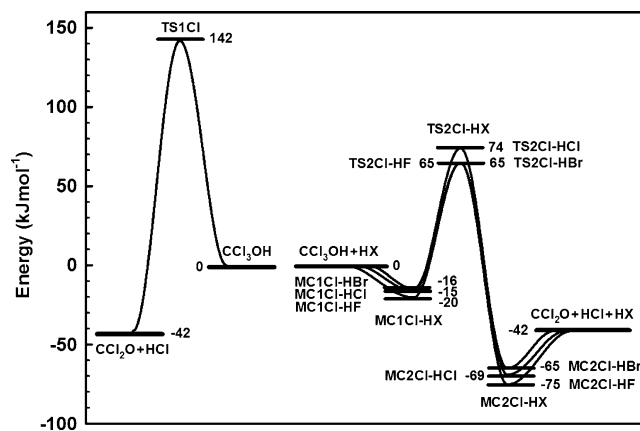 150
100
50
0
-50
-100
Energy (kJmol⁻¹)
TS1Cl
142
CCl₃OH
0
-42
CCl₂O+HCl
CCl₃OH+HX
0
MC1Cl-HBr
MC1Cl-HCl
MC1Cl-HF
-16
-15
-20
MC1Cl-HX
TS2Cl-HX
74 TS2Cl-HCl
TS2Cl-HF 65
65 TS2Cl-HBr
CCl₂O+HCl+HX
-42
MC2Cl-HCl -69
-65 MC2Cl-HBr
-75 MC2Cl-HF
MC2Cl-HX